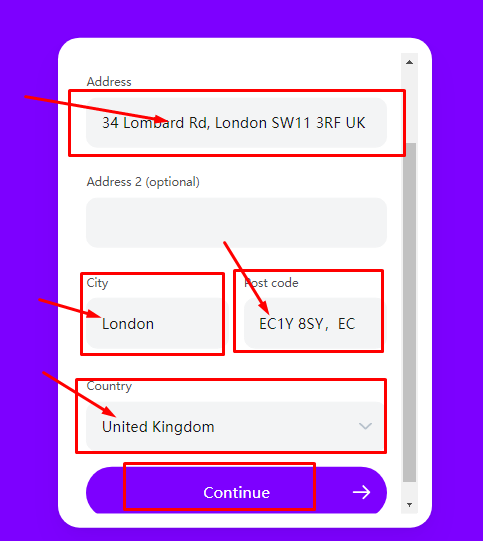 Address
34 Lombard Rd, London SW11 3RF UK
Address 2 (optional)
City
Post code
London
EC1Y 8SY，EC
Country
United Kingdom
Continue